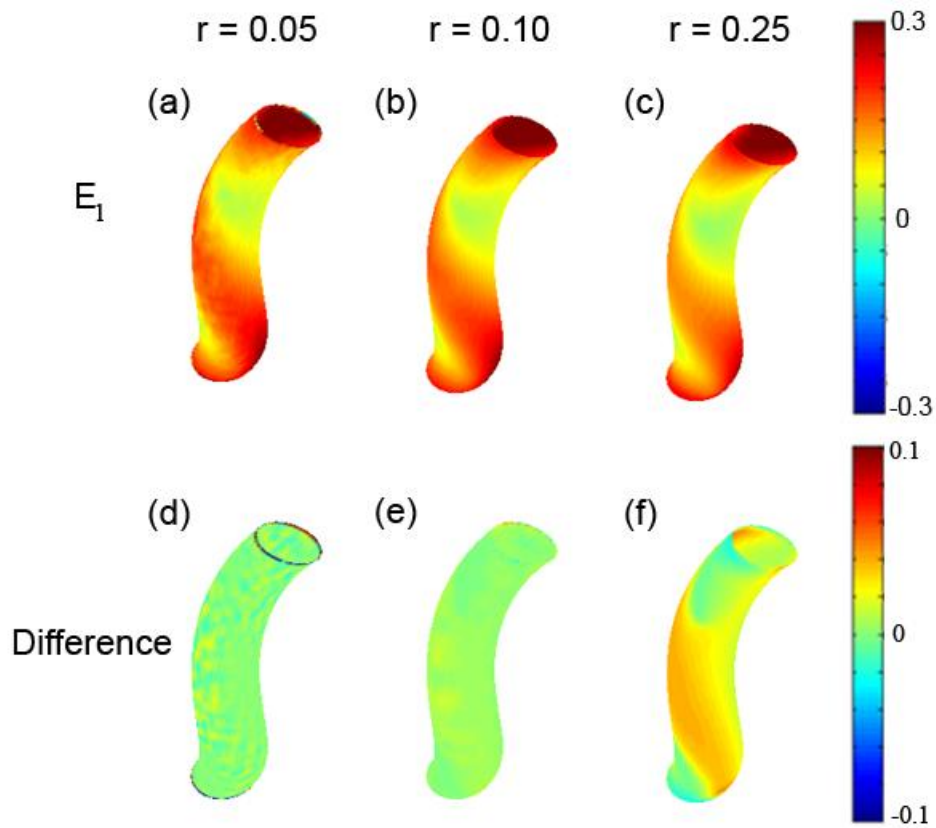 r = 0.05 r = 0.10 r = 0.25
0.3
(a) (b) (c)
E1
0
-0.3
0.1
(d) (e) (f)
Difference
0
-0.1